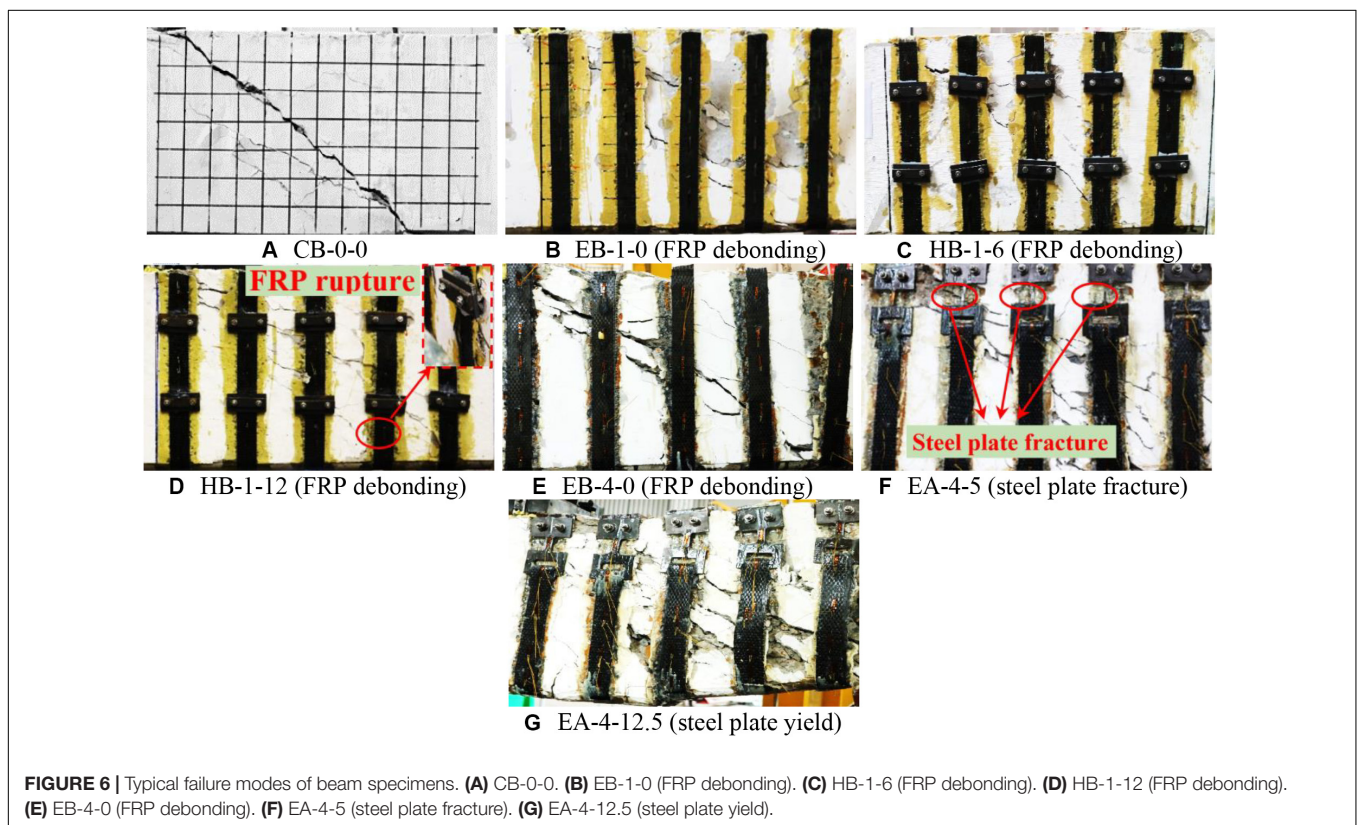 A CB-0-0
B EB-1-0 (FRP debonding)
C HB-1-6 (FRP debonding)
FRP rupture
D HB-1-12 (FRP debonding)
E EB-4-0 (FRP debonding)
Steel plate fracture
F EA-4-5 (steel plate fracture)
G EA-4-12.5 (steel plate yield)
FIGURE 6 | Typical failure modes of beam specimens. (A) CB-0-0. (B) EB-1-0 (FRP debonding). (C) HB-1-6 (FRP debonding). (D) HB-1-12 (FRP debonding).
(E) EB-4-0 (FRP debonding). (F) EA-4-5 (steel plate fracture). (G) EA-4-12.5 (steel plate yield).